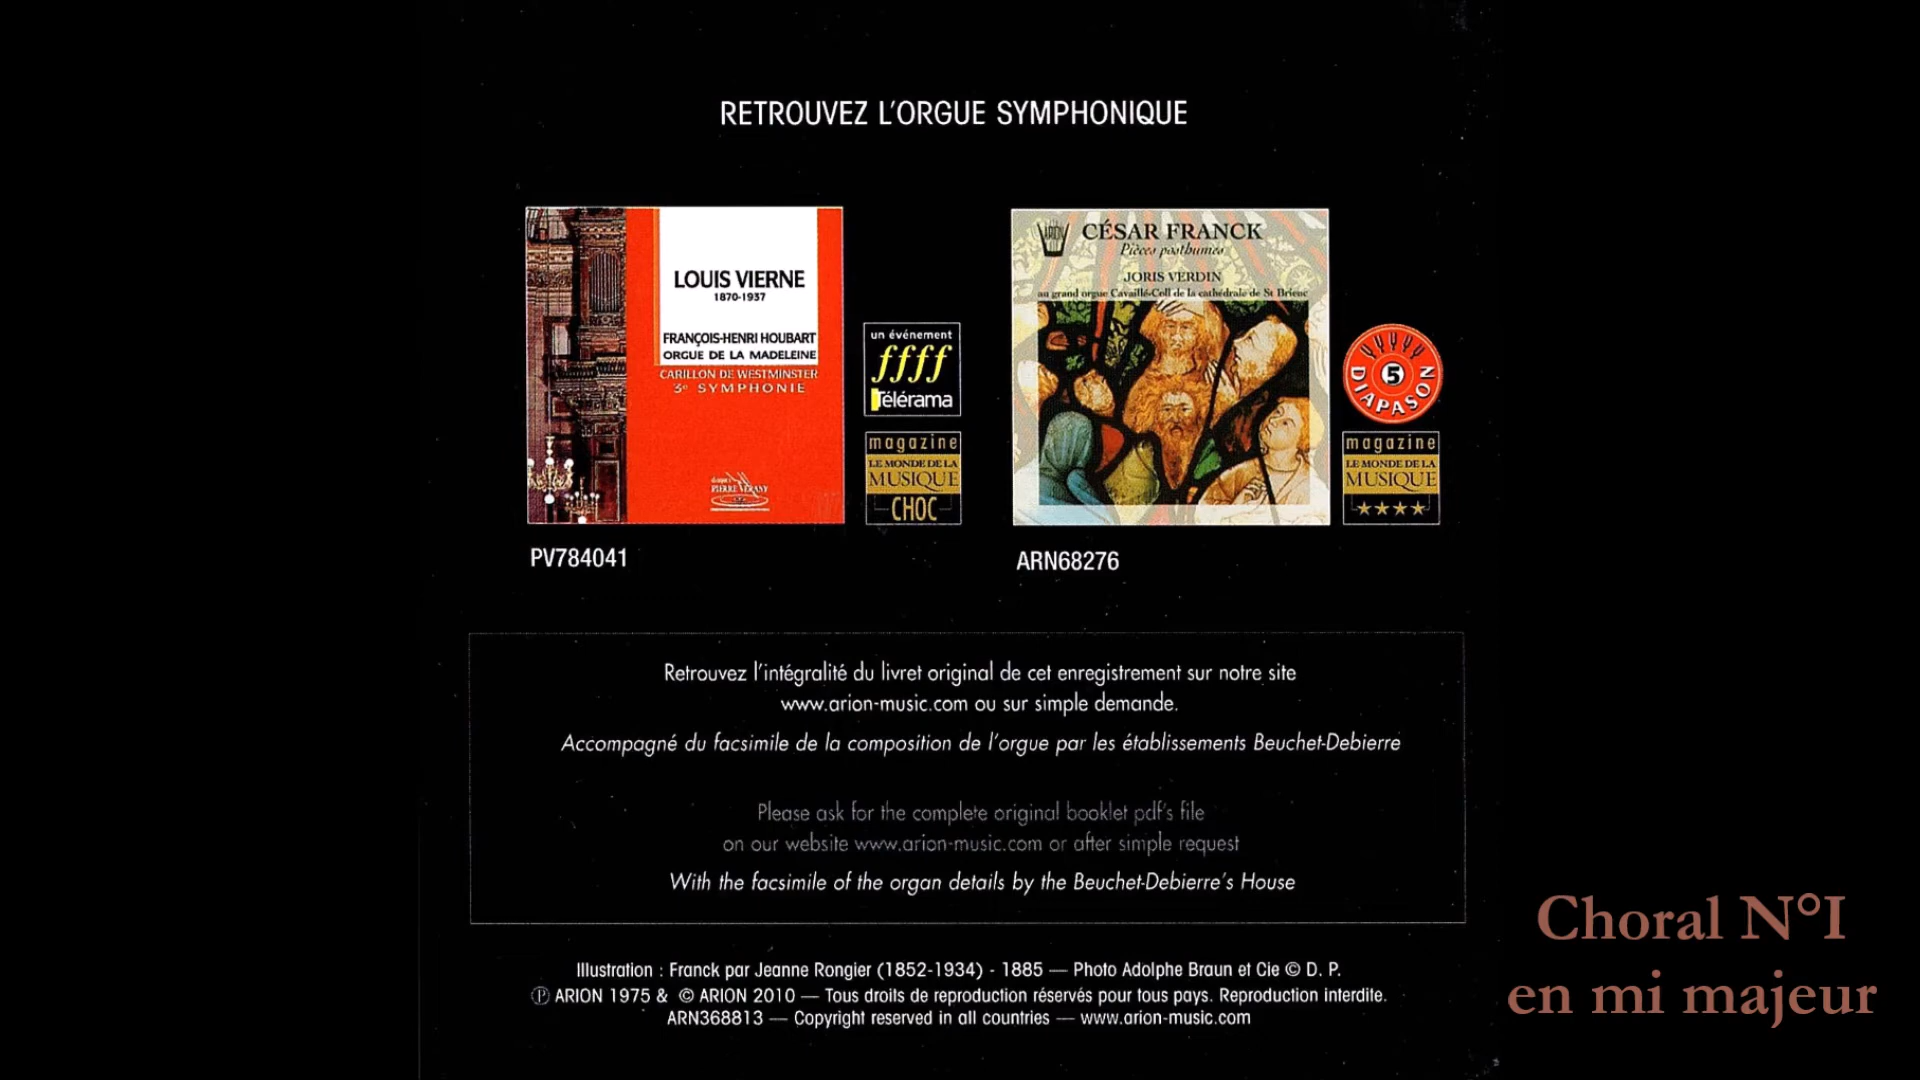 RETROUVEZ L'ORGUE SYMPHONIQUE
LOUIS VIERNE
1870-1937
FRANÇOIS-HENRI HOUBART
ORGUE DE LA MADELEINE
CARILLON DE WESTMINSTER
3e SYMPHONIE
PIERRE VERANY
un événement
ffff
Télérama
magazine
LE MONDE DE LA
MUSIQUE
CHOC
PV784041
ARION
CÉSAR FRANCK
Pièces posthumes
JORIS VERDIN
au grand orgue Cavaillé-Coll de la cathédrale de St Brieuc
5
DIAPASON
magazine
LE MONDE DE LA
MUSIQUE
ARN68276
Retrouvez l'intégralité du livret original de cet enregistrement sur notre site
www.arion-music.com ou sur simple demande.
Accompagné du facsimile de la composition de l'orgue par les établissements Beuchet-Debierre
Please ask for the complete original booklet pdf's file
on our website www.arion-music.com or after simple request
With the facsimile of the organ details by the Beuchet-Debierre's House
Illustration : Franck par Jeanne Rongier (1852-1934) - 1885 — Photo Adolphe Braun et Cie © D. P.
Ⓟ ARION 1975 & © ARION 2010 — Tous droits de reproduction réservés pour tous pays. Reproduction interdite.
ARN368813 — Copyright reserved in all countries — www.arion-music.com
Choral N°I
en mi majeur